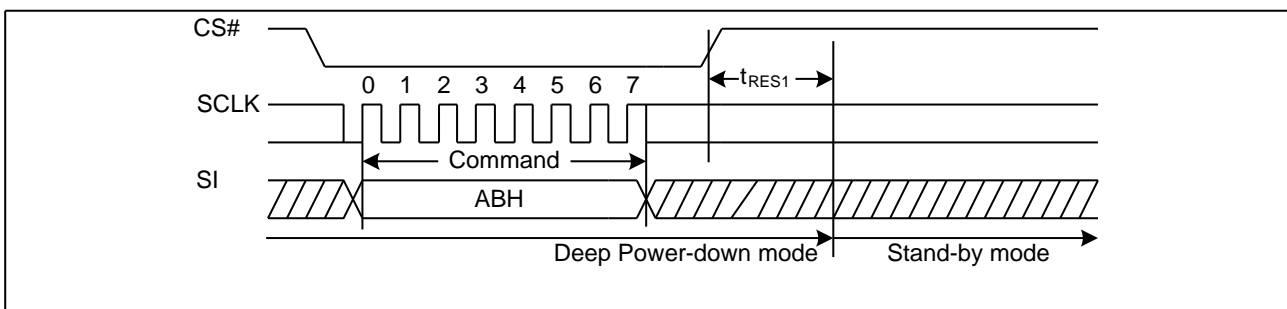 CS#
tRES1
0 1 2 3 4 5 6 7
SCLK
Command
SI
ABH
Deep Power-down mode Stand-by mode